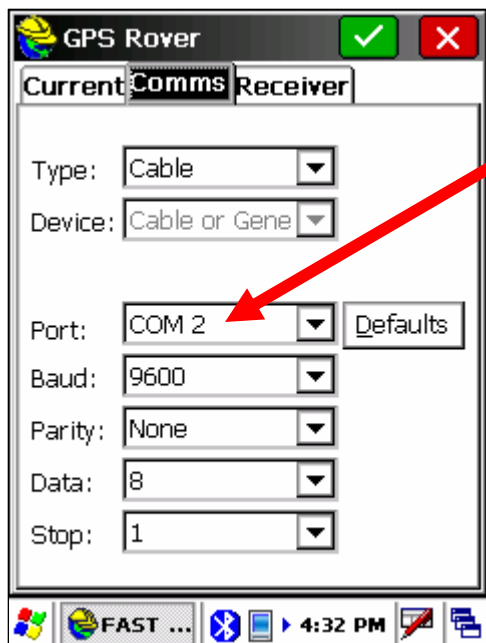 GPS Rover
Current Comms Receiver
Type: Cable
Device: Cable or Gene
Port: COM 2 Defaults
Baud: 9600
Parity: None
Data: 8
Stop: 1
FAST ... 4:32 PM